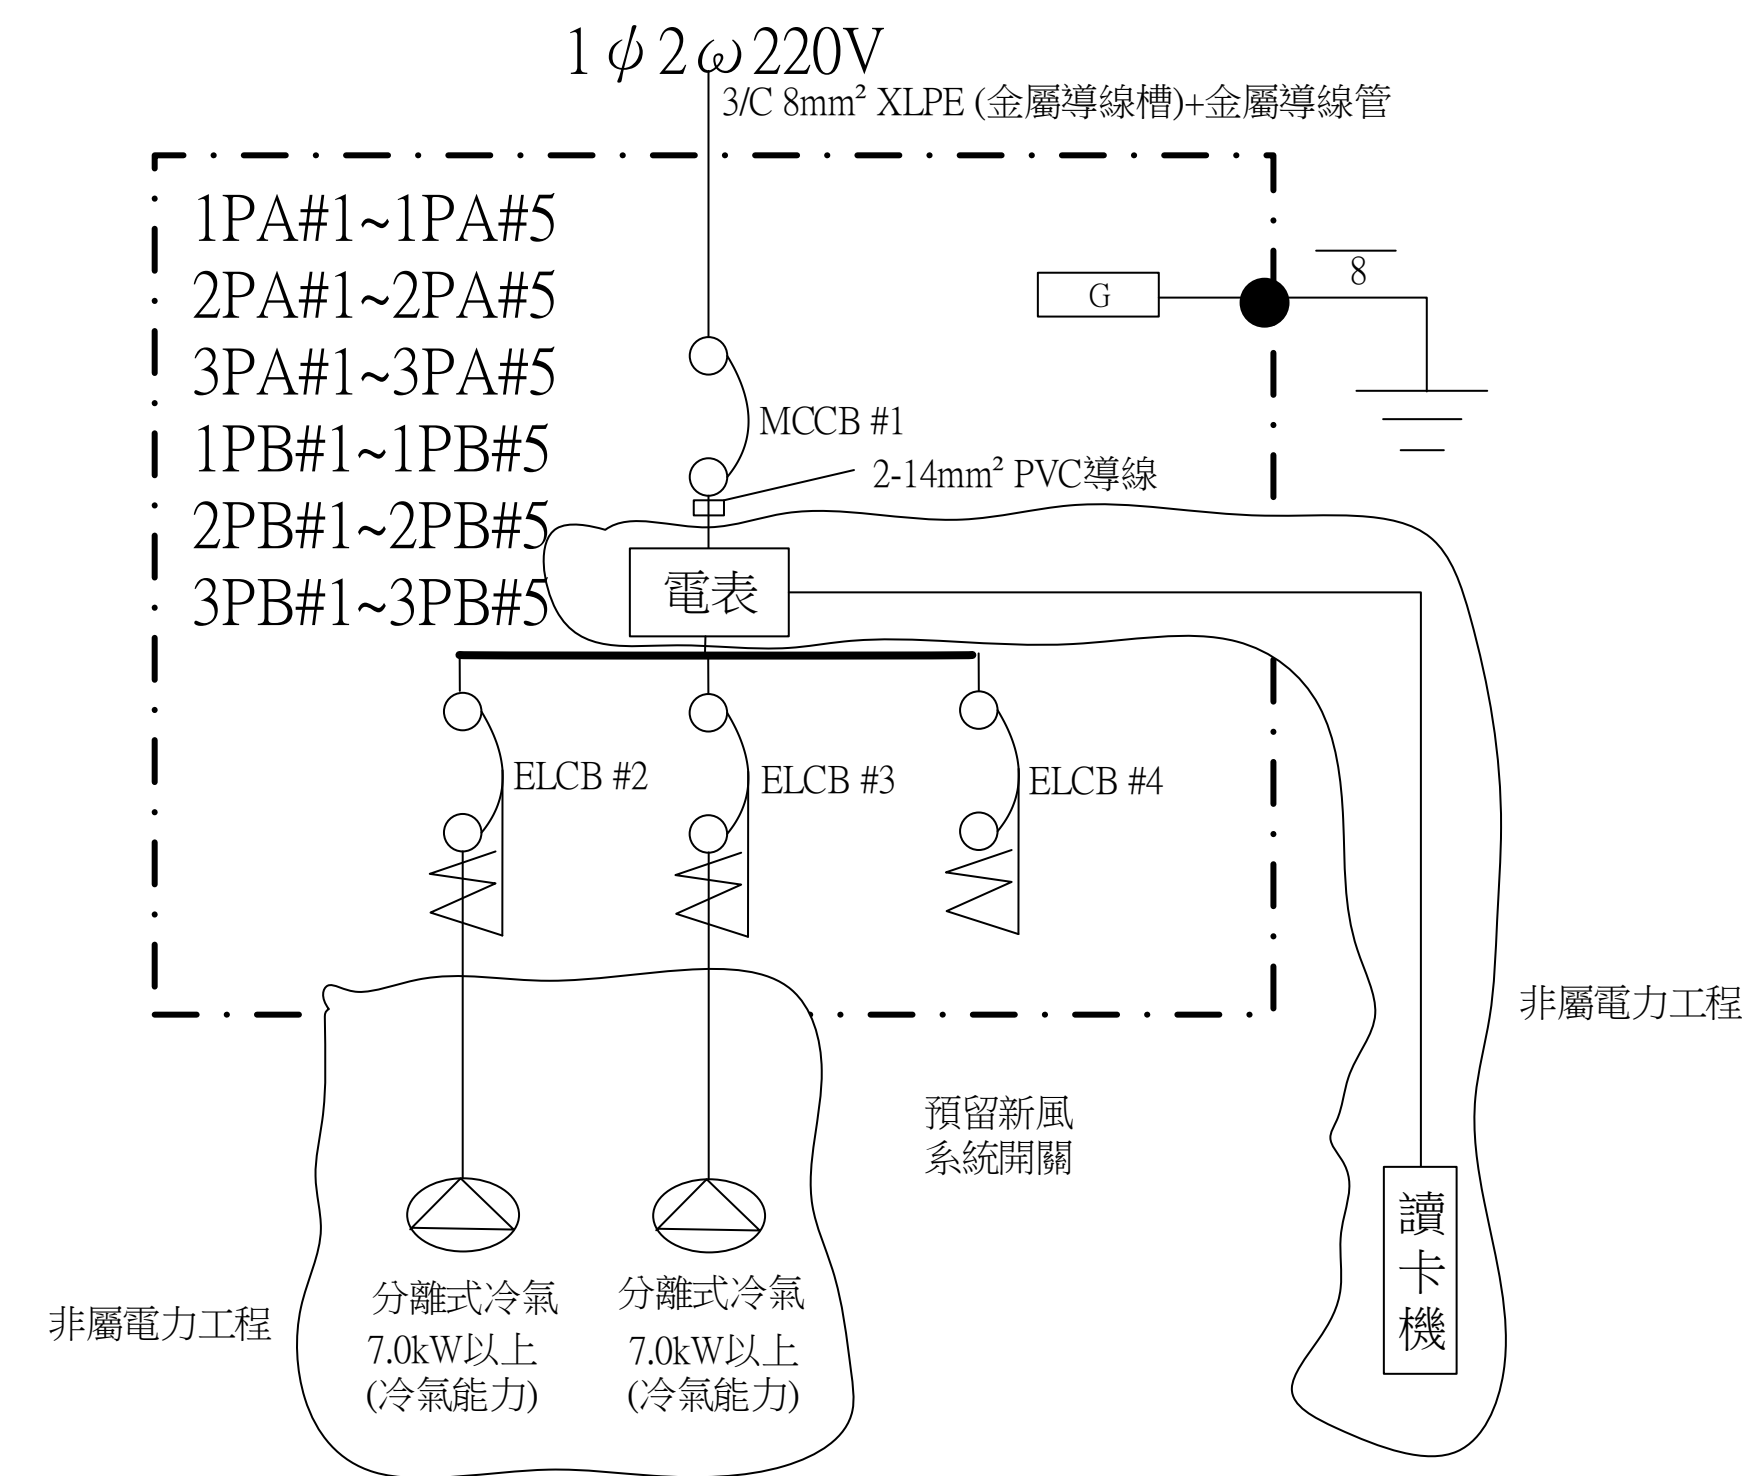 1ψ2ω220V
3/C 8mm² XLPE (金屬導線槽)+金屬導線管
1PA#1~1PA#5
2PA#1~2PA#5
3PA#1~3PA#5
1PB#1~1PB#5
2PB#1~2PB#5
3PB#1~3PB#5
G
8
MCCB #1
2-14mm² PVC導線
電表
ELCB #2
ELCB #3
ELCB #4
非屬電力工程
預留新風
系統開關
讀
卡
機
非屬電力工程
分離式冷氣
7.0kW以上
(冷氣能力)
分離式冷氣
7.0kW以上
(冷氣能力)